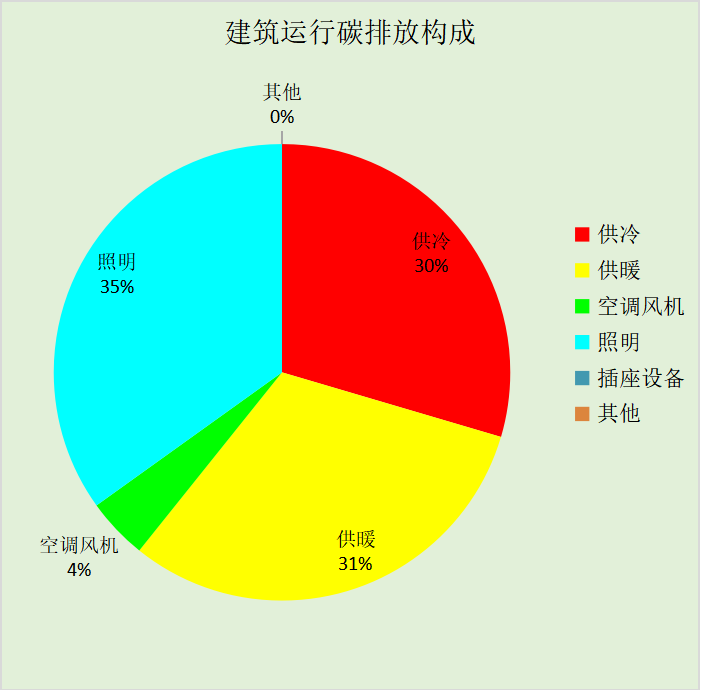 建筑运行碳排放构成
其他
0%
供冷
30%
照明
35%
供暖
31%
空调风机
4%
供冷
供暖
空调风机
照明
插座设备
其他